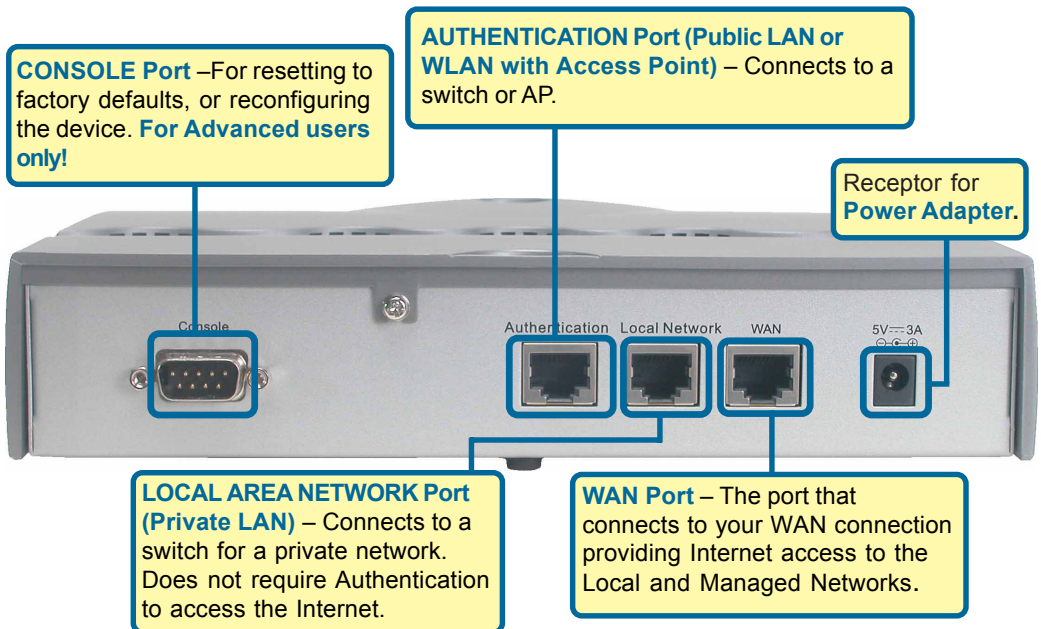 AUTHENTICATION Port (Public LAN or
WLAN with Access Point) – Connects to a
switch or AP.
CONSOLE Port –For resetting to
factory defaults, or reconfiguring
the device. For Advanced users
only!
Receptor for
Power Adapter.
Console
Authentication
Local Network
WAN
5V⎓3A
LOCAL AREA NETWORK Port
(Private LAN) – Connects to a
switch for a private network.
Does not require Authentication
to access the Internet.
WAN Port – The port that
connects to your WAN connection
providing Internet access to the
Local and Managed Networks.